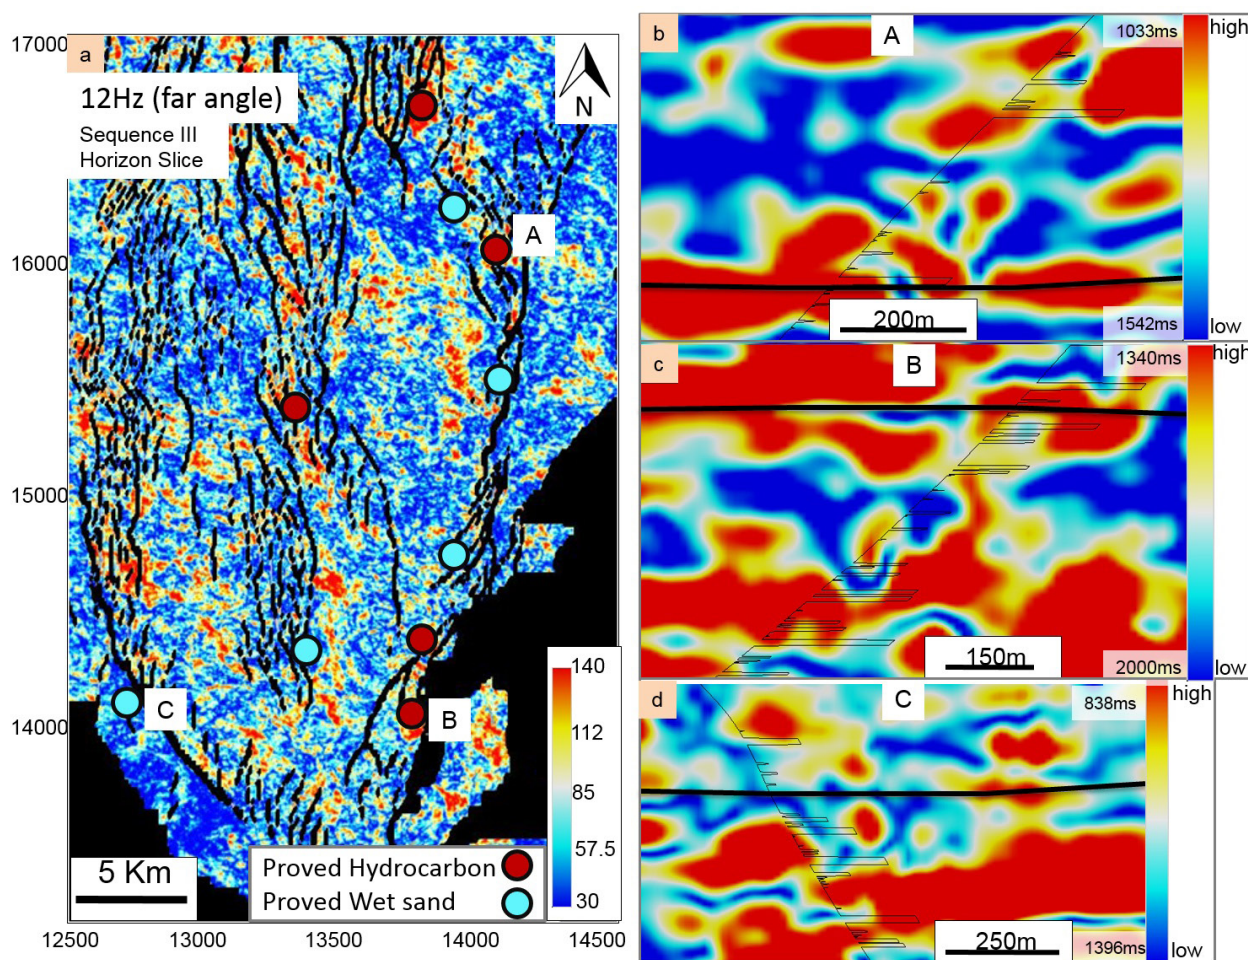 a
12Hz (far angle)
Sequence III
Horizon Slice
N
17000
16000
15000
14000
A
B
C
140
112
85
57.5
30
5 Km
Proved Hydrocarbon
Proved Wet sand
12500 13000 13500 14000 14500
b
A
1033ms
high
200m
1542ms
low
c
B
1340ms
high
150m
2000ms
low
d
C
838ms
high
250m
1396ms
low